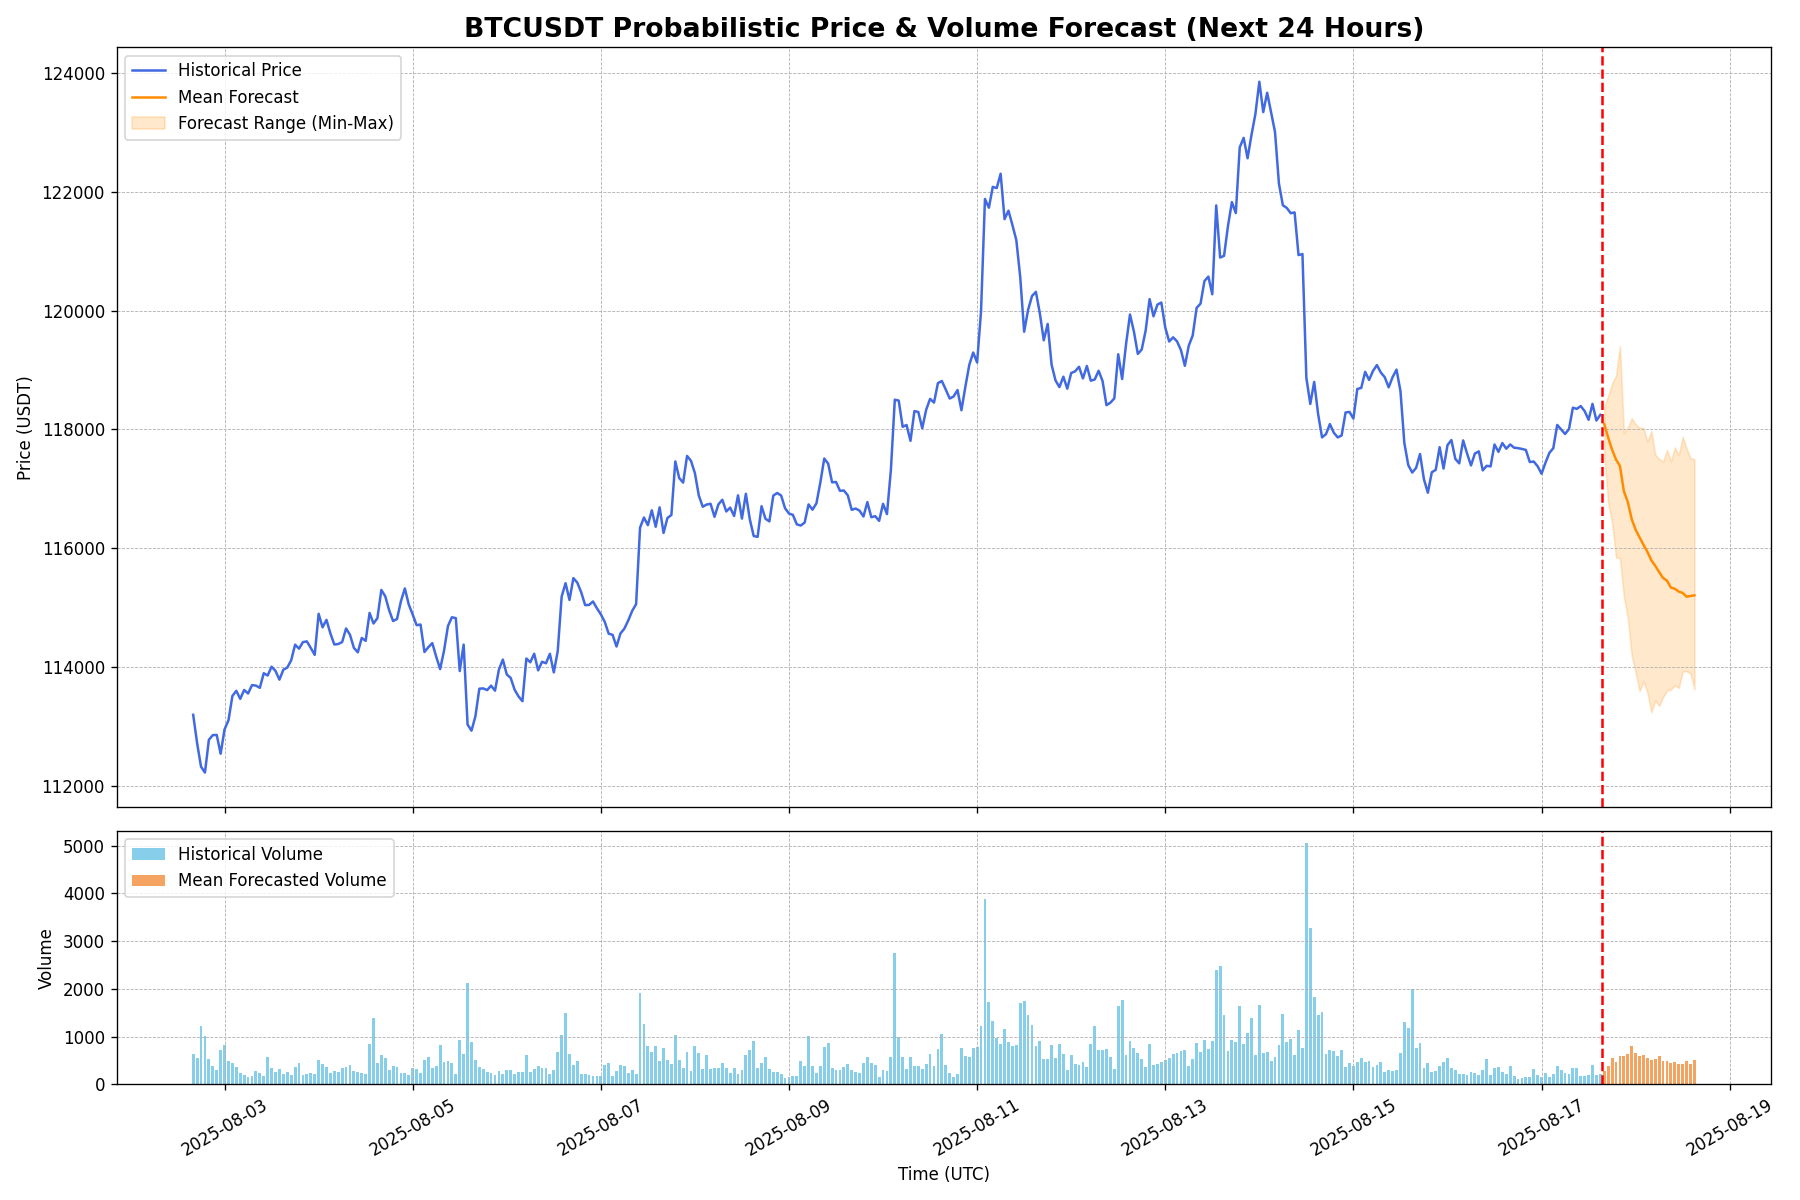 BTCUSDT Probabilistic Price & Volume Forecast (Next 24 Hours)
Historical Price
Mean Forecast
Forecast Range (Min-Max)
124000
122000
120000
118000
116000
114000
112000
Price (USDT)
Historical Volume
Mean Forecasted Volume
5000
4000
3000
2000
1000
0
Volume
2025-08-03
2025-08-05
2025-08-07
2025-08-09
2025-08-11
2025-08-13
2025-08-15
2025-08-17
2025-08-19
Time (UTC)